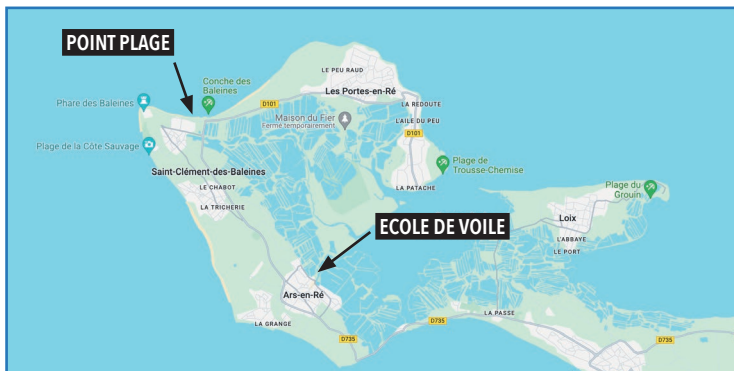 POINT PLAGE
LE PEU RAUD
Conche des
Baleines
Les Portes-en-Ré
Phare des Baleines
D101
LA REDOUTE
Maison du Fier
Fermé temporairement
L'AILE DU PEU
D101
Plage de la Côte Sauvage
Plage de
Trousse-Chemise
Saint-Clément-des-Baleines
LE CHABOT
LA PATACHE
Plage du
Grouin
LA TRICHERIE
ECOLE DE VOILE
Loix
L'ABBAYE
LE PORT
Ars-en-Ré
LA GRANGE
D735
LA PASSE
D735
D735